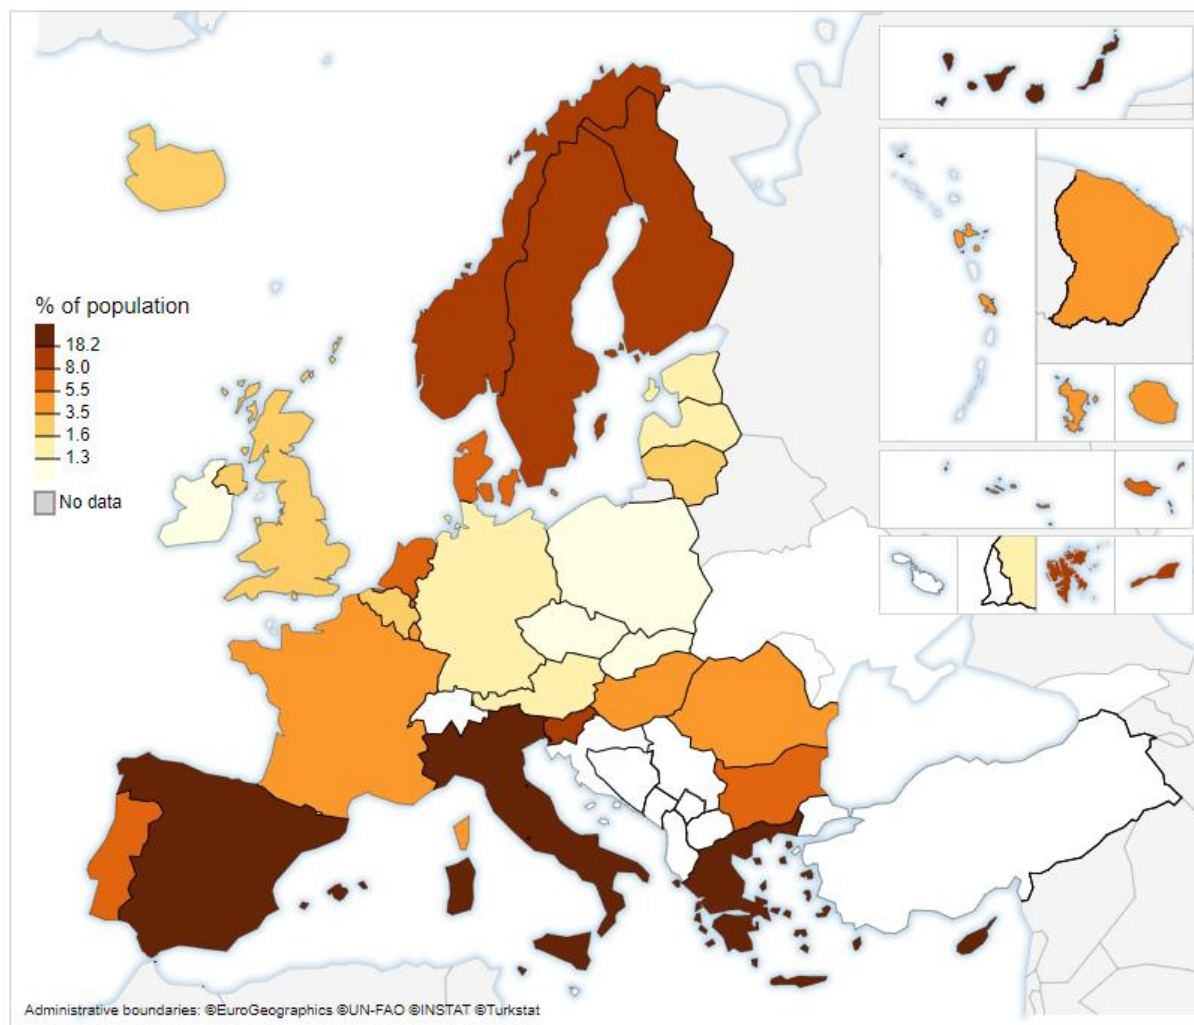 % of population
18.2
8.0
5.5
3.5
1.6
1.3
No data
Administrative boundaries: ©EuroGeographics ©UN-FAO ©INSTAT ©Turkstat